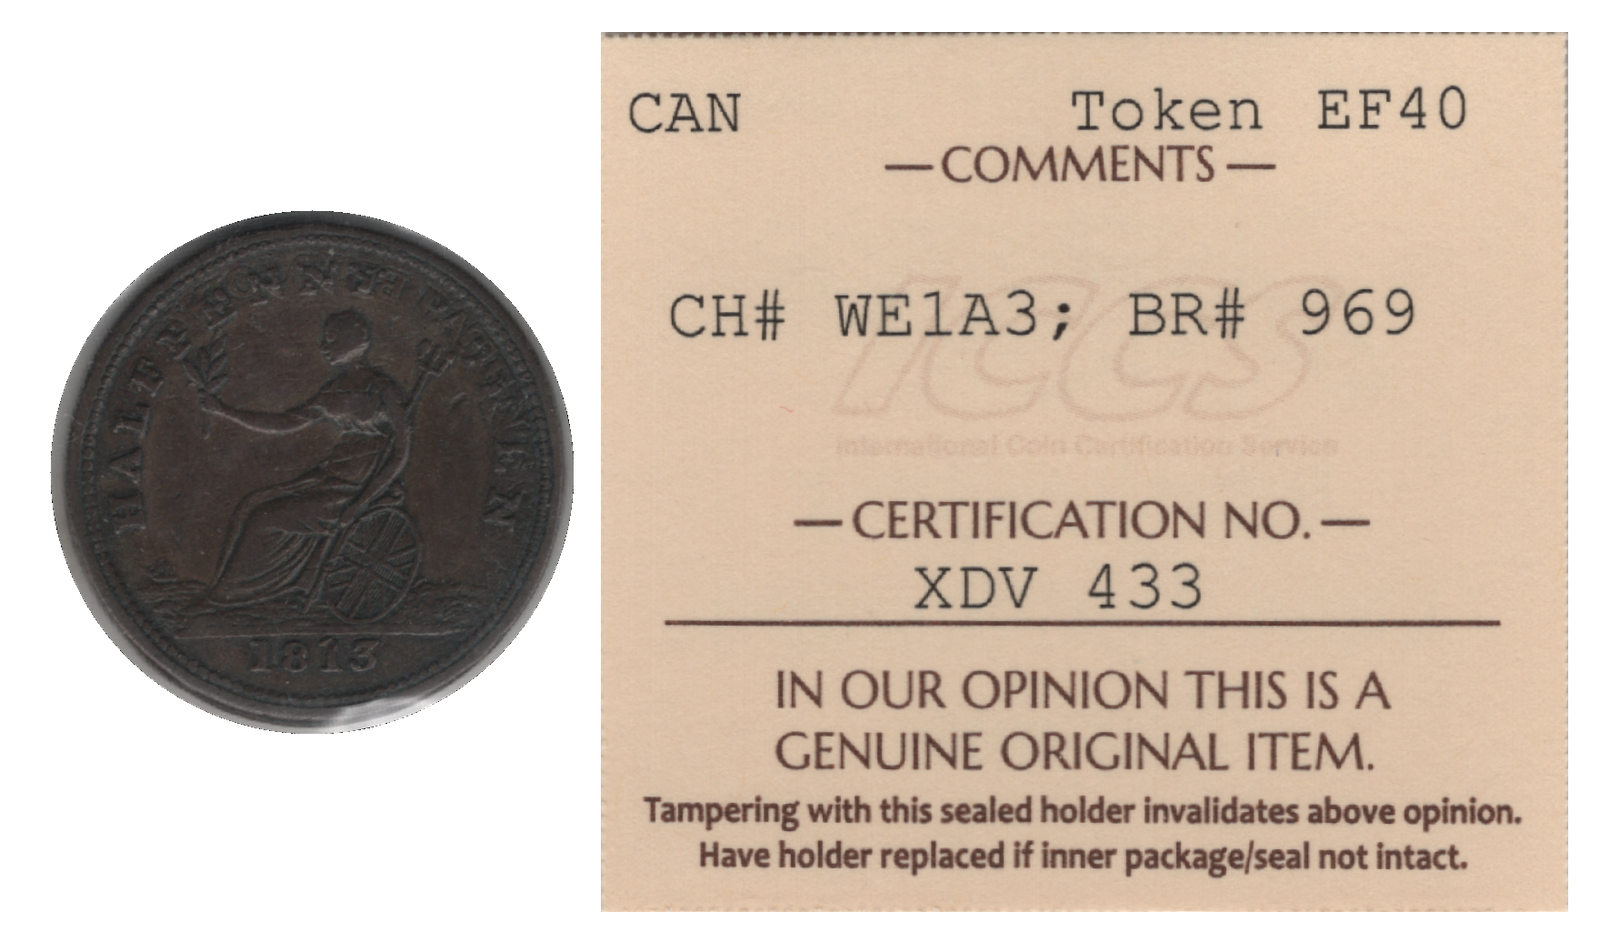 HALFPENNY
1813
CAN Token EF40
—COMMENTS—
ICCS
CH# WE1A3; BR# 969
International Coin Certification Service
—CERTIFICATION NO.—
XDV 433
IN OUR OPINION THIS IS A
GENUINE ORIGINAL ITEM.
Tampering with this sealed holder invalidates above opinion.
Have holder replaced if inner package/seal not intact.